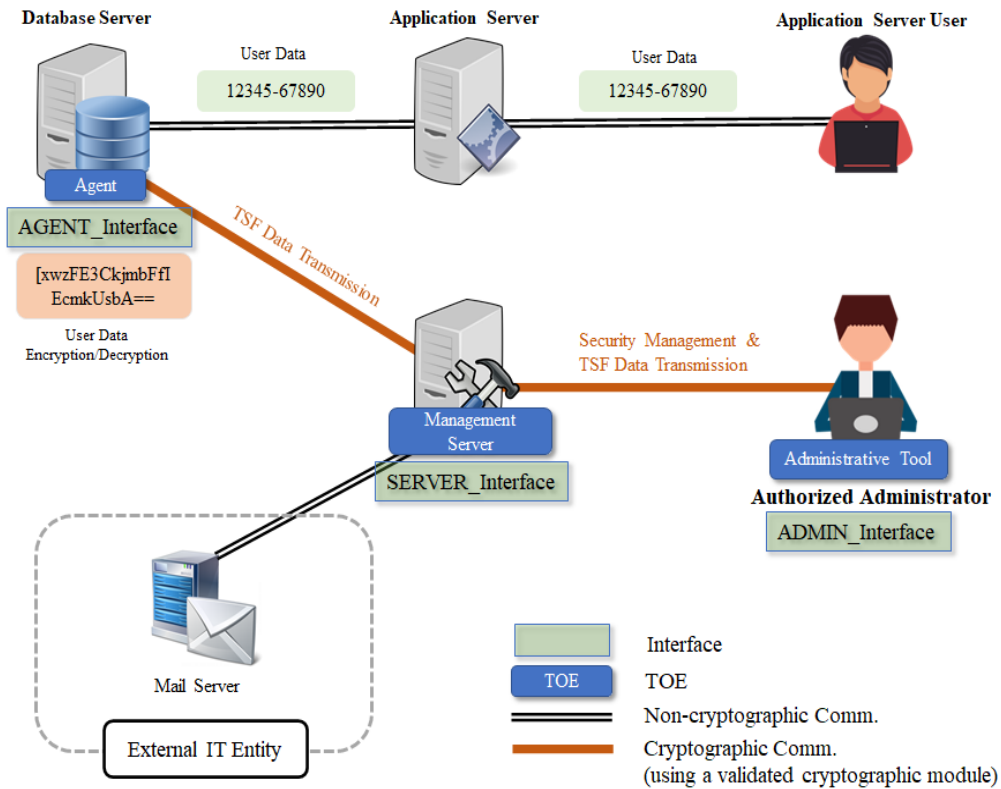 Database Server
Application Server
Application Server User
User Data
12345-67890
User Data
12345-67890
Agent
AGENT_Interface
[xwzFE3CkjmbFfI
EcmkUsbA==
User Data
Encryption/Decryption
TSF Data Transmission
Security Management &
TSF Data Transmission
Management
Server
SERVER_Interface
Administrative Tool
Authorized Administrator
ADMIN_Interface
Mail Server
External IT Entity
Interface
TOE
TOE
Non-cryptographic Comm.
Cryptographic Comm.
(using a validated cryptographic module)